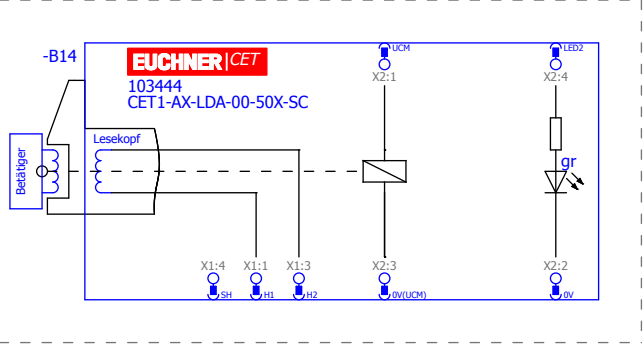 -B14
EUCHNER|CET
UCM
LED2
X2:1
X2:4
103444
CET1-AX-LDA-00-50X-SC
Lesekopf
Betätiger
gr
X1:4
X1:1
X1:3
X2:3
X2:2
SH
H1
H2
0V(UCM)
0V